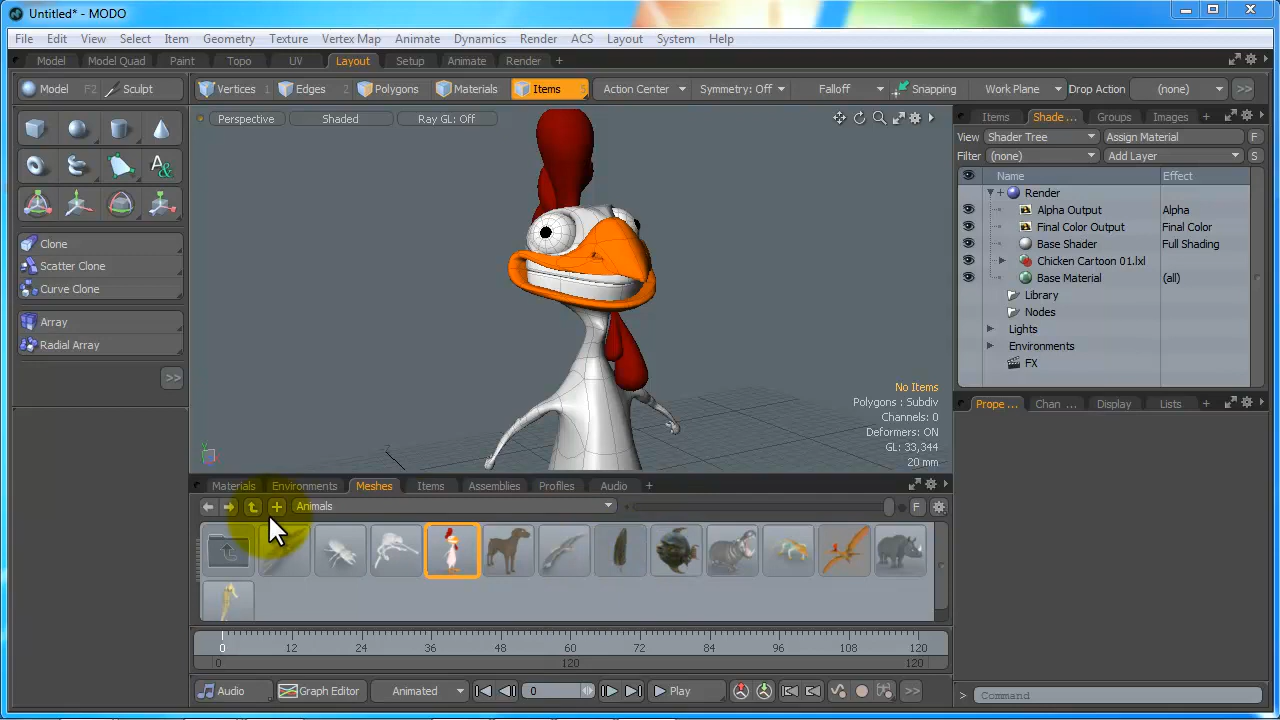 Untitled* - MODO
File Edit View Select Item Geometry Texture Vertex Map Animate Dynamics Render ACS Layout System Help
Model Model Quad Paint Topo UV Layout Setup Animate Render +
Model F2 Sculpt Vertices 1 Edges 2 Polygons Materials Items 5 Action Center Symmetry: Off Falloff Snapping Work Plane Drop Action (none) >>
Perspective Shaded Ray GL: Off
Items Shade ... Groups Images +
View Shader Tree Assign Material F
Filter (none) Add Layer S
Name Effect
Render
Alpha Output Alpha
Final Color Output Final Color
Base Shader Full Shading
Chicken Cartoon 01.lxl
Base Material (all)
Library
Nodes
Lights
Environments
FX
Clone
Scatter Clone
Curve Clone
Array
Radial Array
>>
No Items
Polygons : Subdiv
Channels: 0
Deformers: ON
GL: 33,344
20 mm
Prope ... Chan ... Display Lists +
Materials Environments Meshes Items Assemblies Profiles Audio +
Animals F
0 12 24 36 48 60 72 84 96 108 120
0 120 120
Audio Graph Editor Animated 0 Play >>
> Command